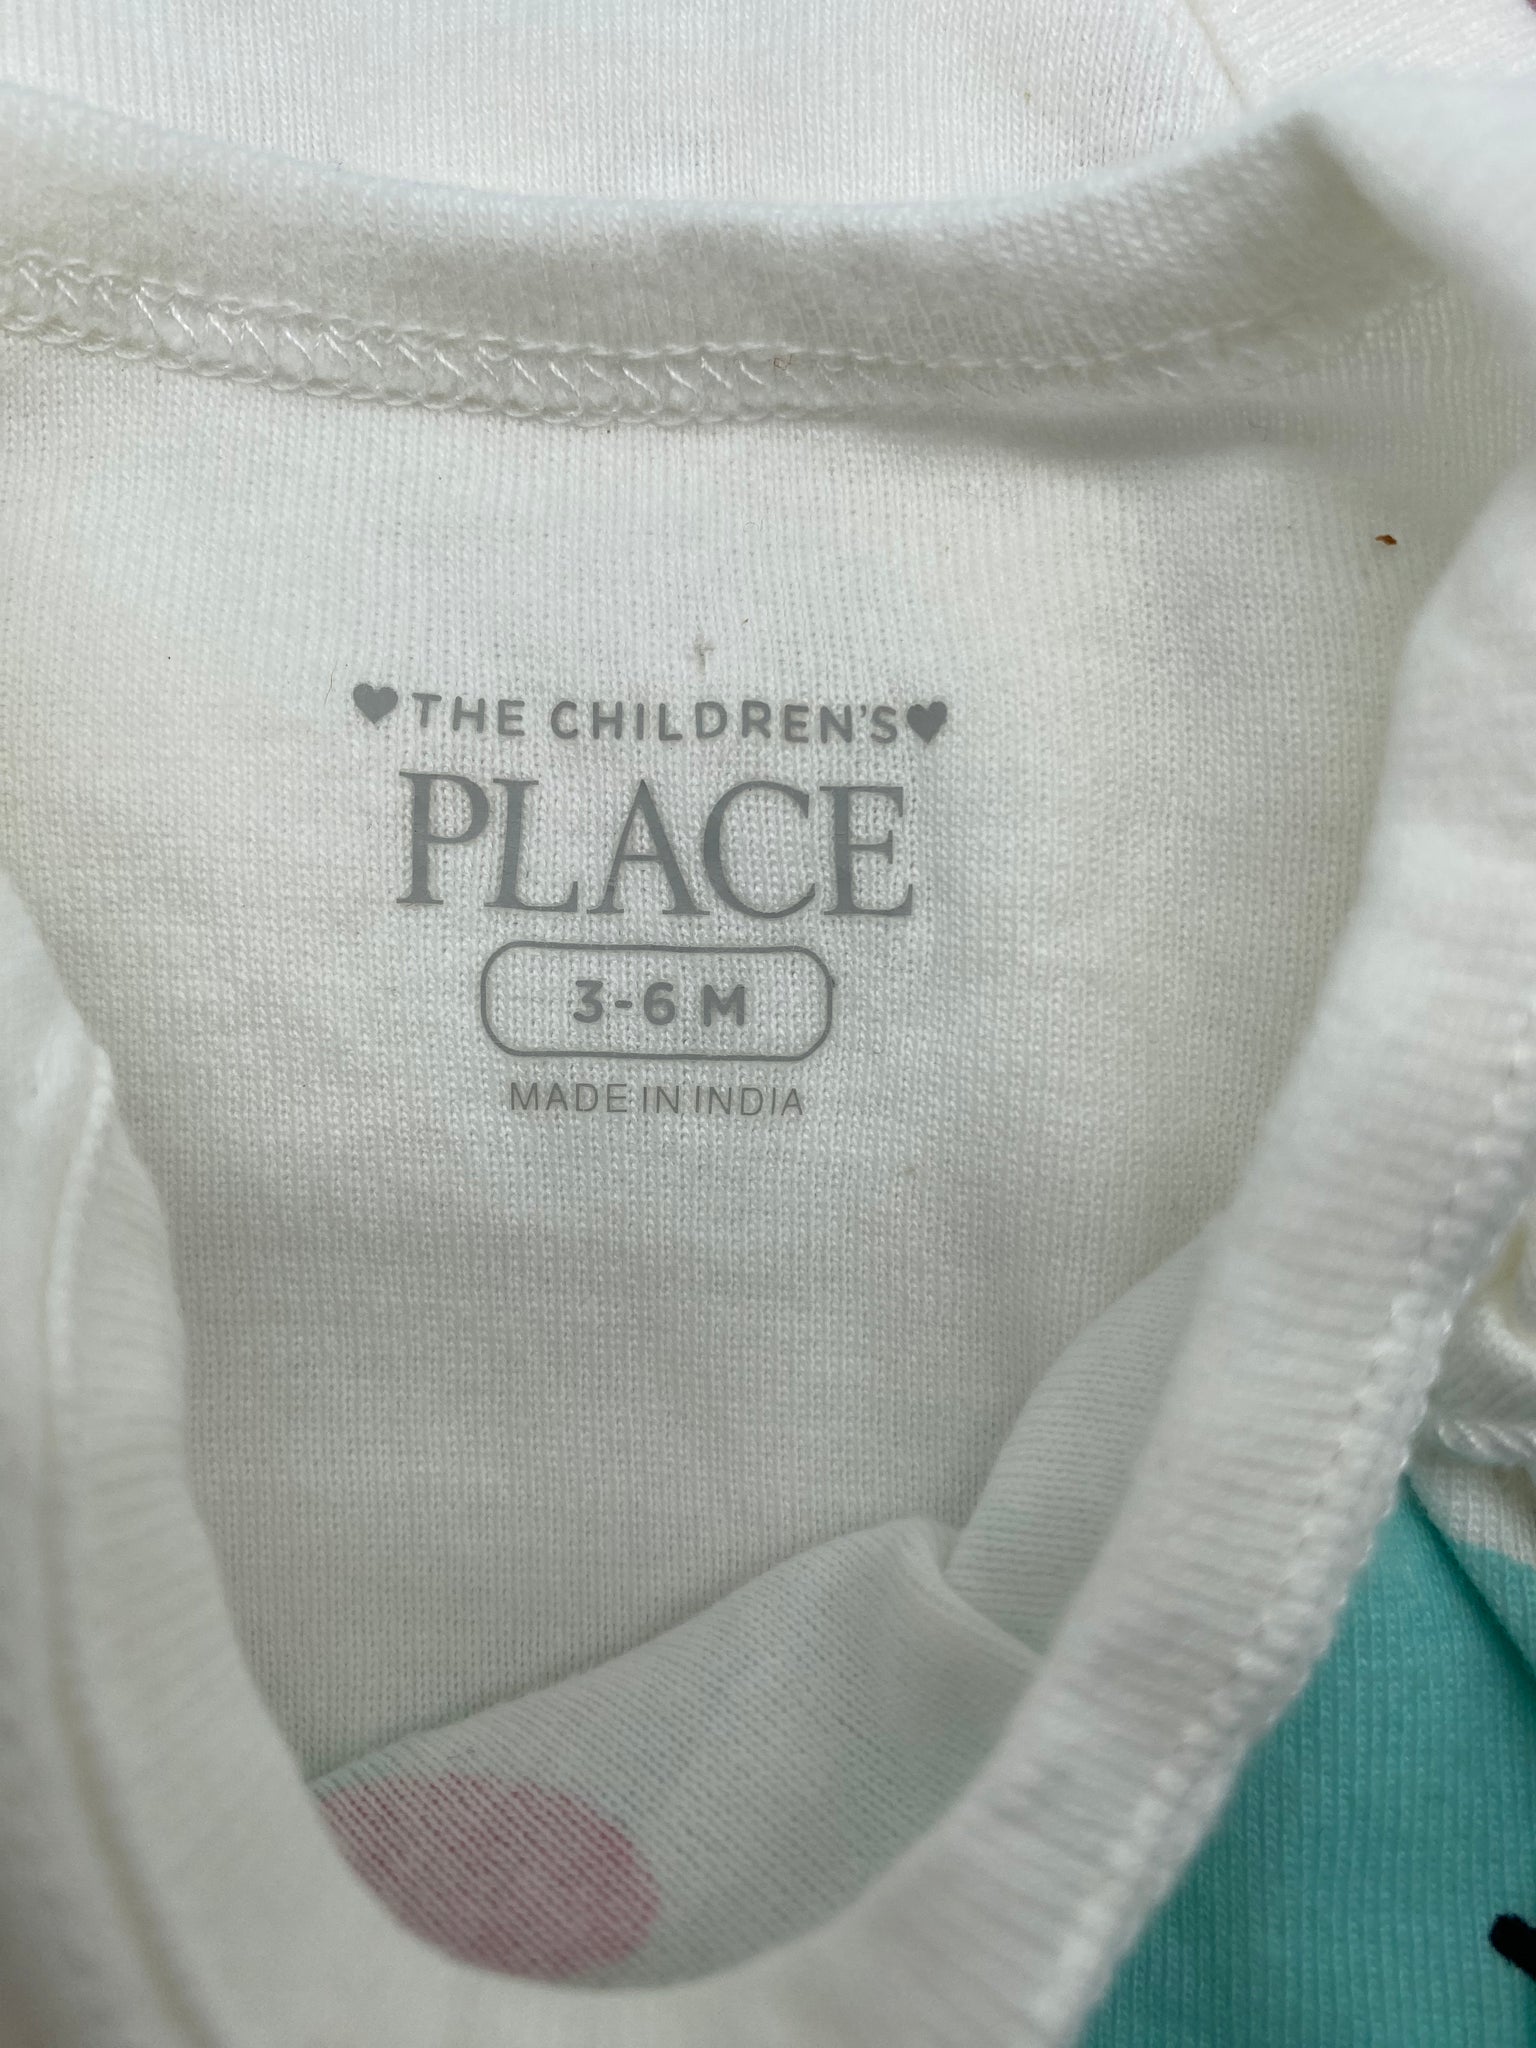 ♥THE CHILDREN'S♥
PLACE
3-6 M
MADE IN INDIA